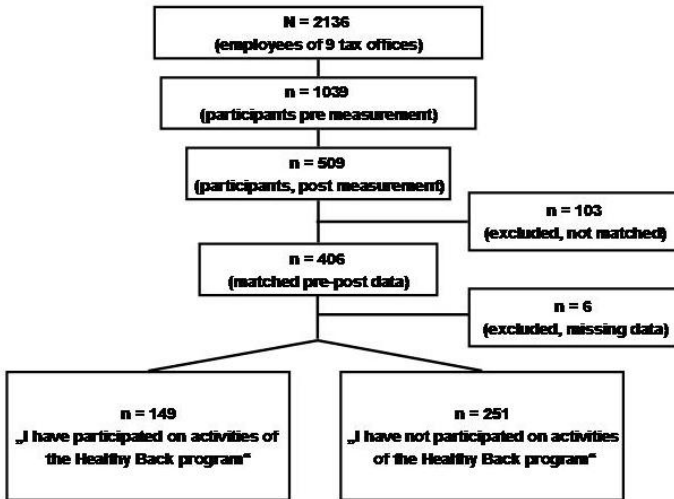 N = 2136
(employees of 9 tax offices)
n = 1039
(participants pre measurement)
n = 509
(participants, post measurement)
n = 103
(excluded, not matched)
n = 406
(matched pre-post data)
n = 6
(excluded, missing data)
n = 149
„I have participated on activities of
the Healthy Back program“
n = 251
„I have not participated on activities
of the Healthy Back program“